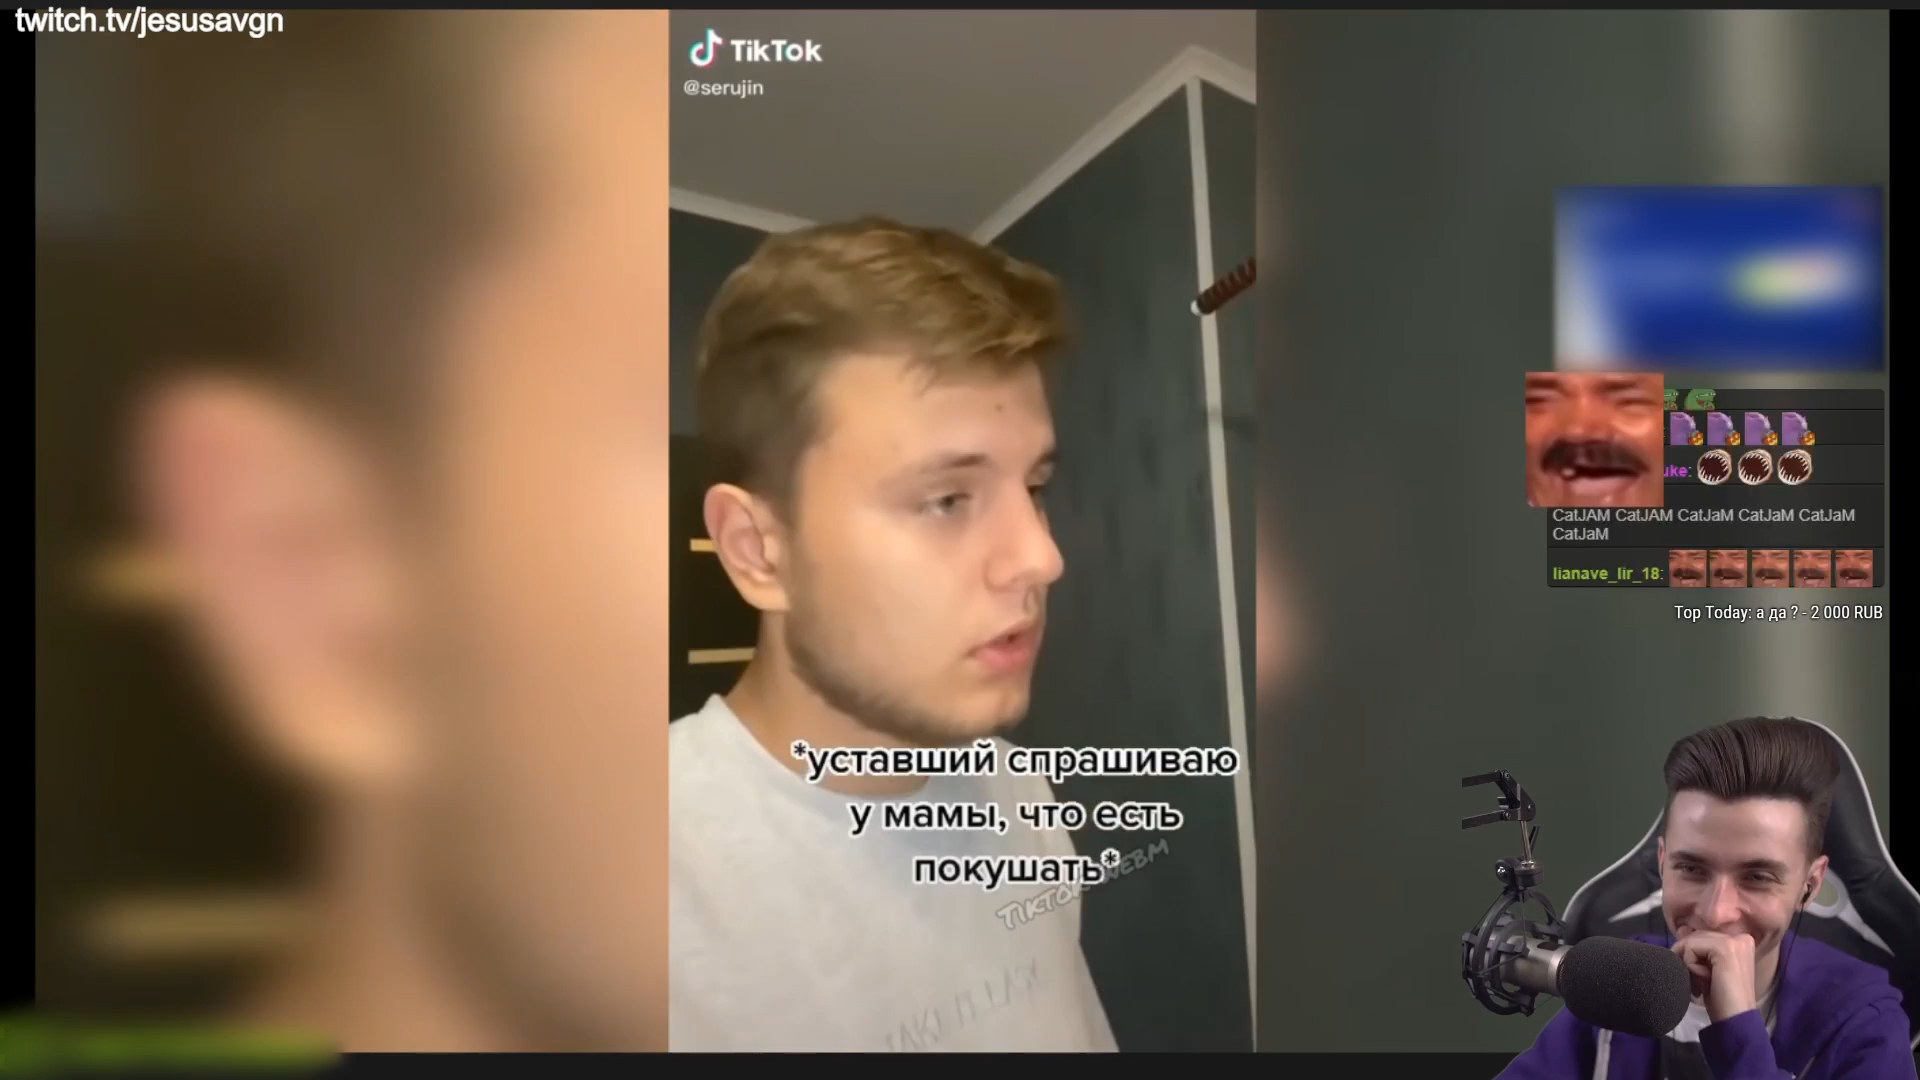 twitch.tv/jesusavgn
TikTok
@serujin
*уставший спрашиваю
у мамы, что есть
покушать*
uke:
CatJAM CatJAM CatJaM CatJaM CatJaM
CatJaM
lianave_lir_18:
Top Today: а да ? - 2 000 RUB